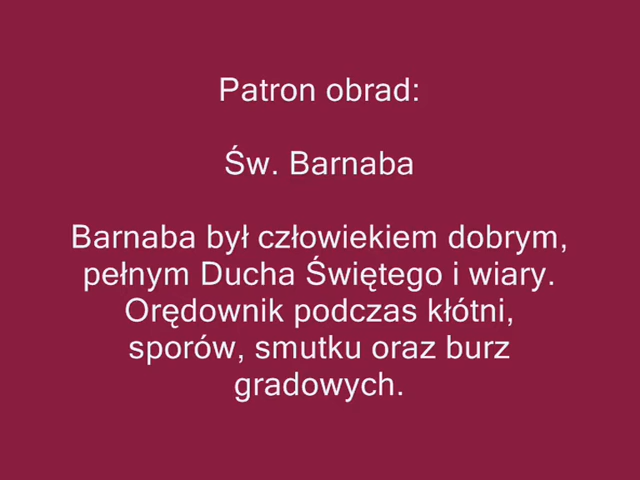 Patron obrad:
Św. Barnaba
Barnaba był człowiekiem dobrym,
pełnym Ducha Świętego i wiary.
Orędownik podczas kłótni,
sporów, smutku oraz burz
gradowych.